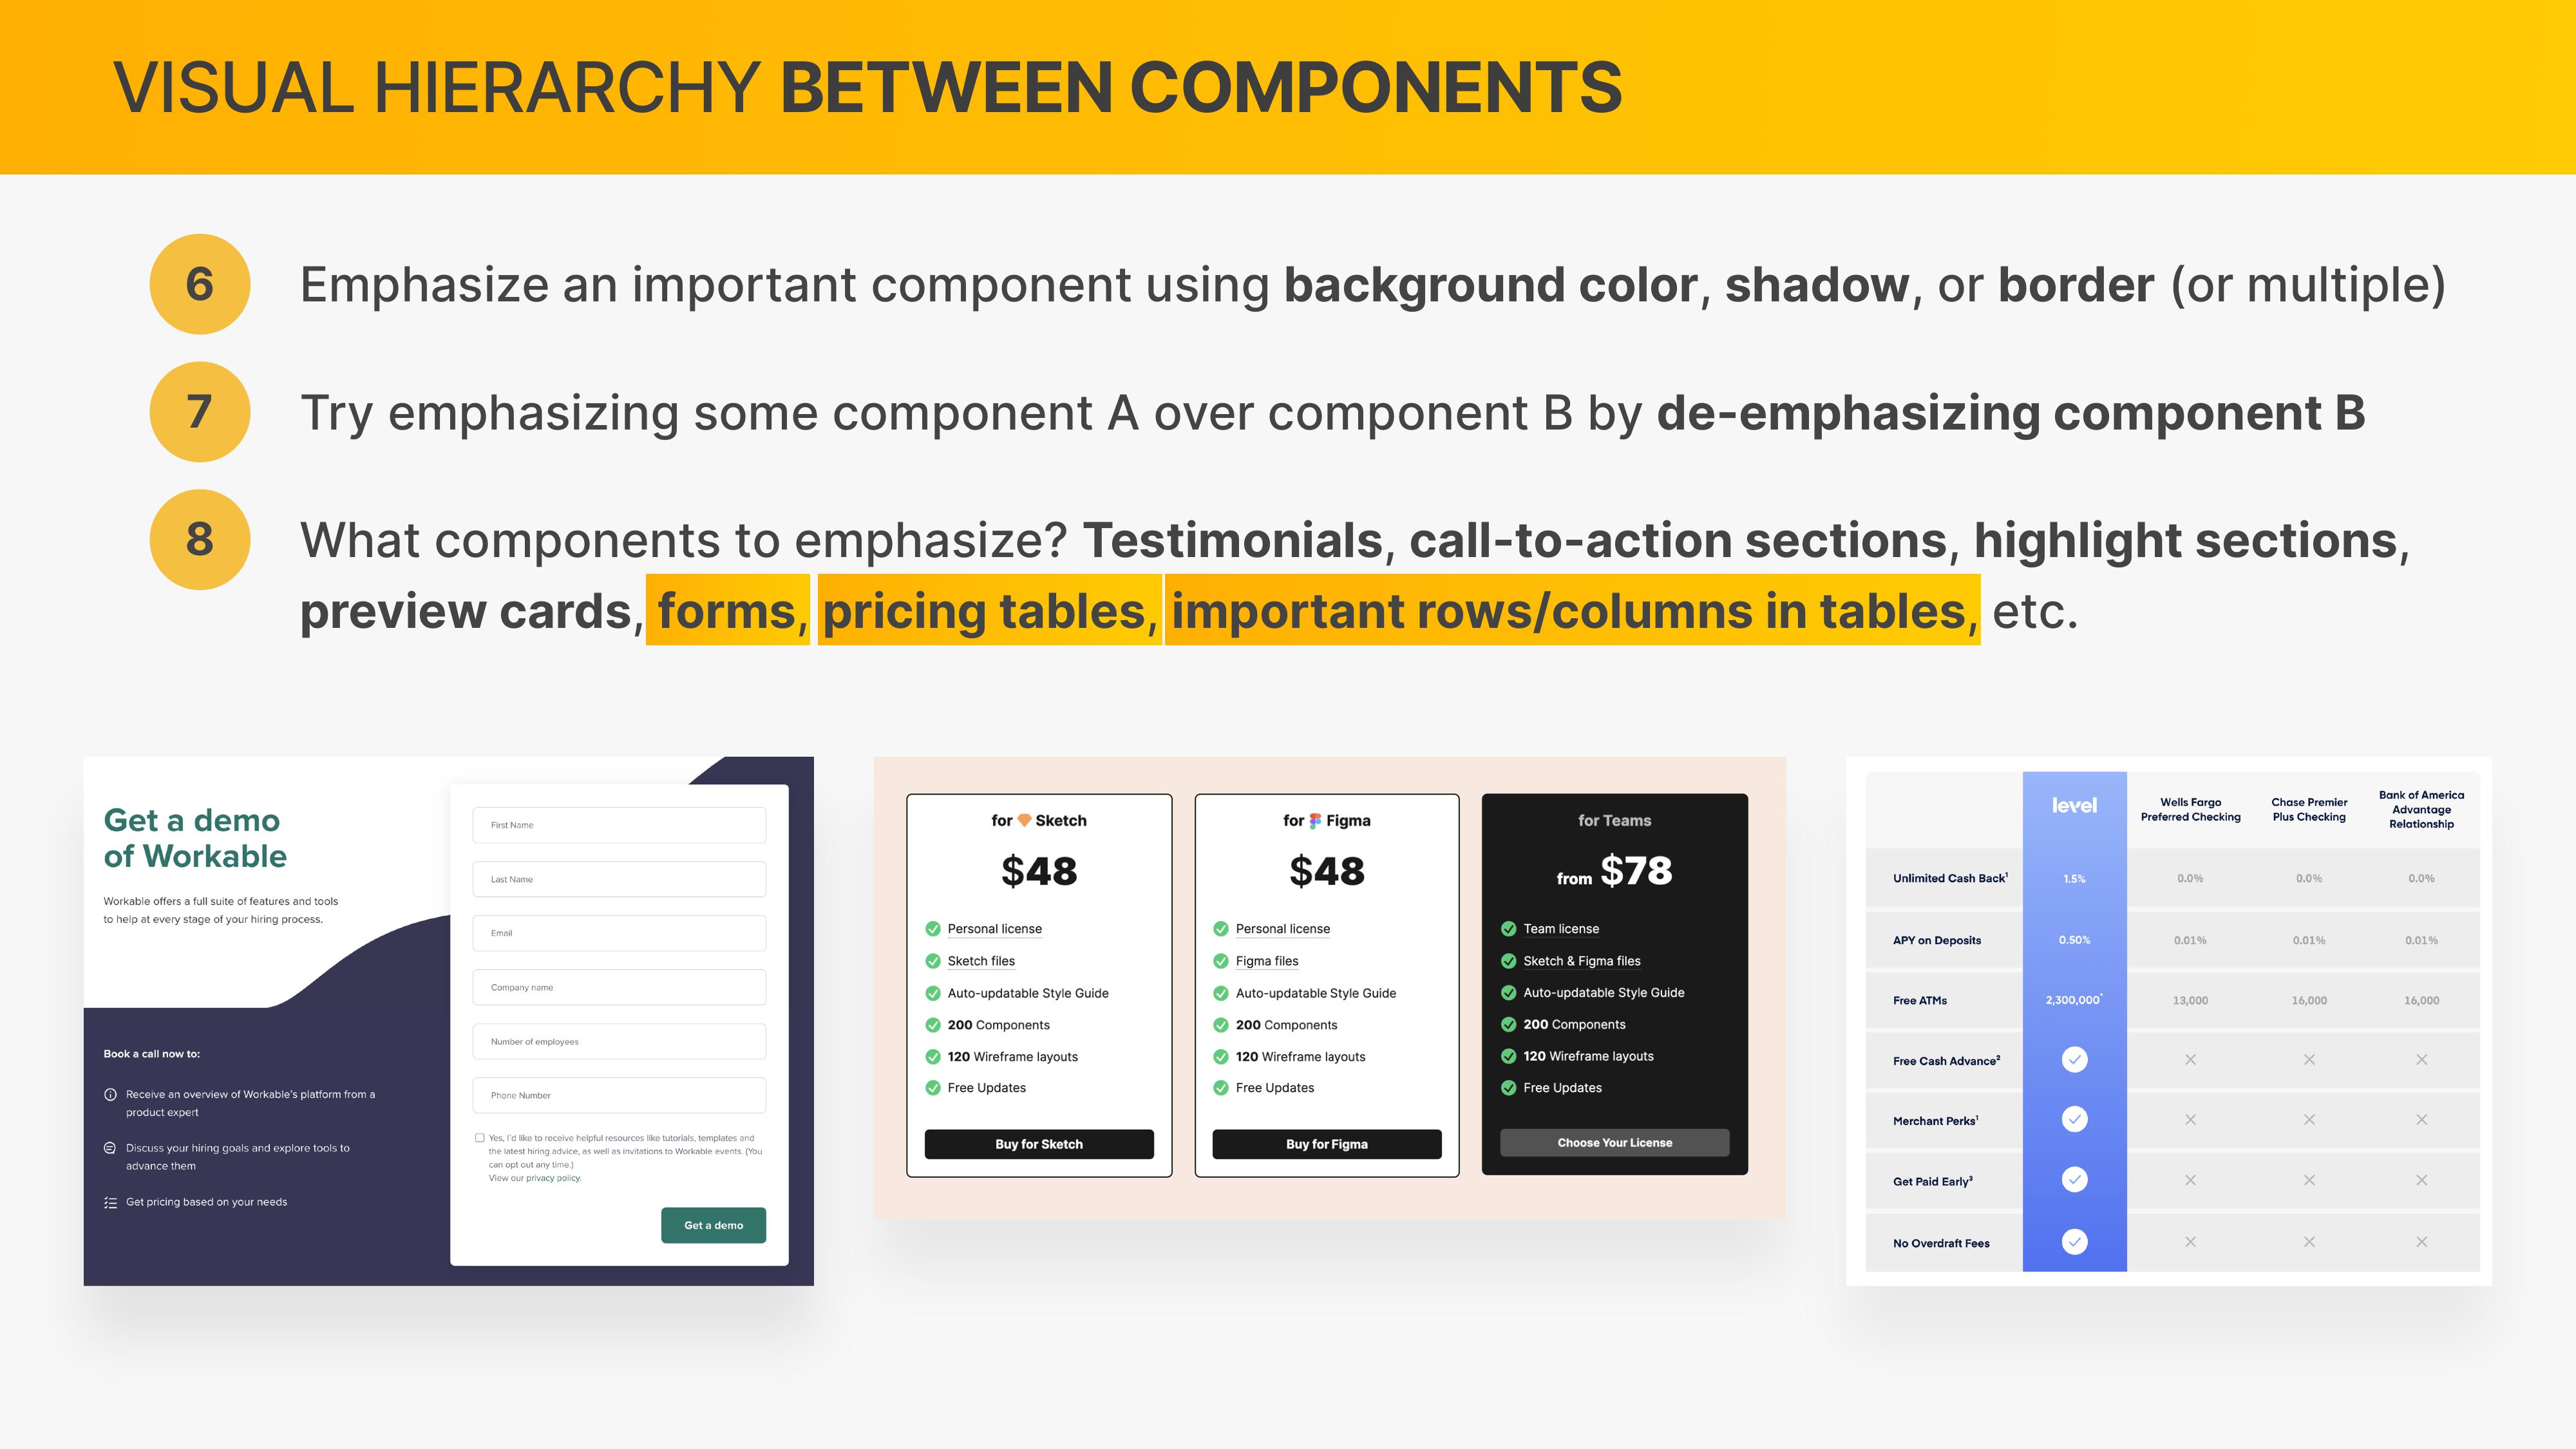 VISUAL HIERARCHY BETWEEN COMPONENTS
6 Emphasize an important component using background color, shadow, or border (or multiple)
7 Try emphasizing some component A over component B by de-emphasizing component B
8 What components to emphasize? Testimonials, call-to-action sections, highlight sections,
preview cards, forms, pricing tables, important rows/columns in tables, etc.
Get a demo
of Workable
Workable offers a full suite of features and tools
to help at every stage of your hiring process.
Book a call now to:
Receive an overview of Workable's platform from a
product expert
Discuss your hiring goals and explore tools to
advance them
Get pricing based on your needs
First Name
Last Name
Email
Company name
Number of employees
Phone Number
Yes, I'd like to receive helpful resources like tutorials, templates and
the latest hiring advice, as well as invitations to Workable events. (You
can opt out any time.)
View our privacy policy.
Get a demo
for Sketch
$48
Personal license
Sketch files
Auto-updatable Style Guide
200 Components
120 Wireframe layouts
Free Updates
Buy for Sketch
for Figma
$48
Personal license
Figma files
Auto-updatable Style Guide
200 Components
120 Wireframe layouts
Free Updates
Buy for Figma
for Teams
from $78
Team license
Sketch & Figma files
Auto-updatable Style Guide
200 Components
120 Wireframe layouts
Free Updates
Choose Your License
level
Wells Fargo
Preferred Checking
Chase Premier
Plus Checking
Bank of America
Advantage
Relationship
Unlimited Cash Back¹ 1.5% 0.0% 0.0% 0.0%
APY on Deposits 0.50% 0.01% 0.01% 0.01%
Free ATMs 2,300,000* 13,000 16,000 16,000
Free Cash Advance²
Merchant Perks¹
Get Paid Early³
No Overdraft Fees